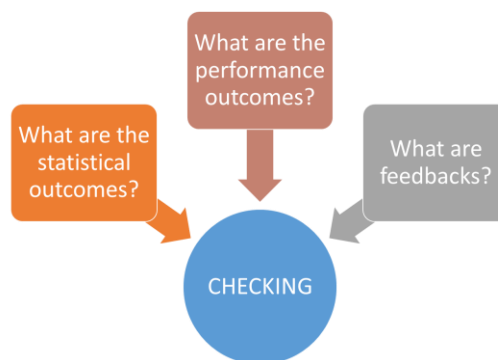 What are the
performance
outcomes?
What are the
statistical
outcomes?
What are
feedbacks?
CHECKING